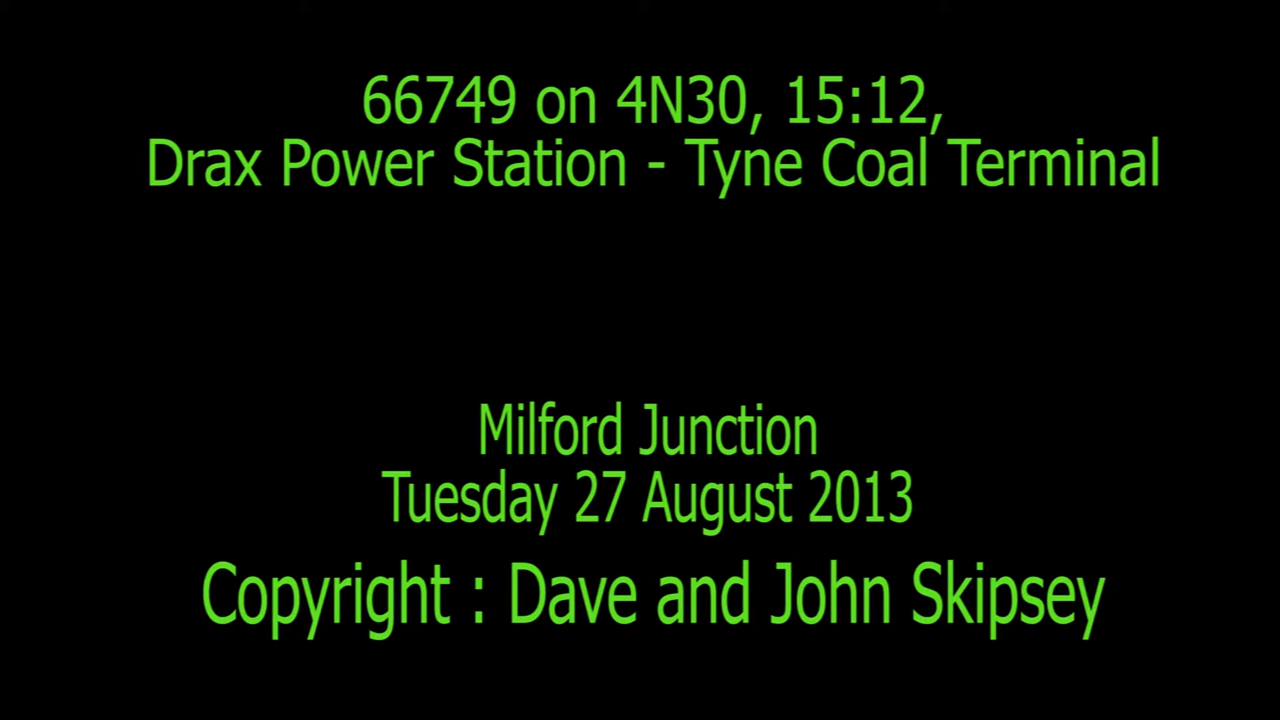 66749 on 4N30, 15:12,
Drax Power Station - Tyne Coal Terminal
Milford Junction
Tuesday 27 August 2013
Copyright : Dave and John Skipsey